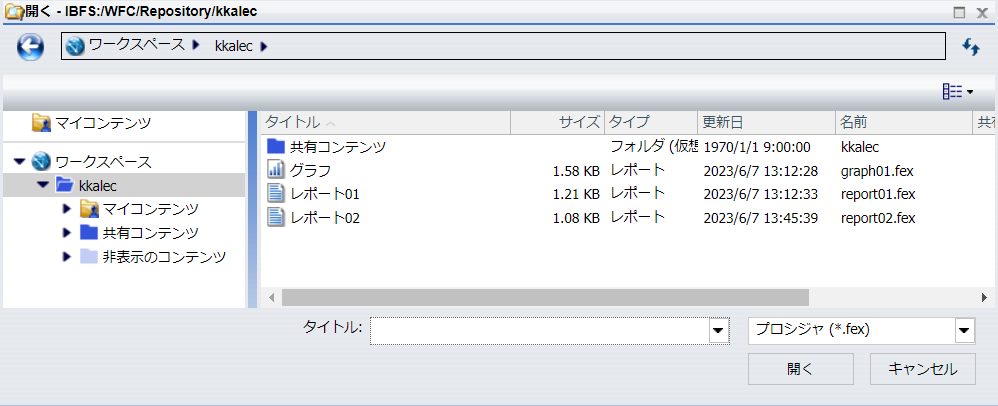 開く - IBFS:/WFC/Repository/kkalec
ワークスペース kkalec
マイコンテンツ
ワークスペース
kkalec
マイコンテンツ
共有コンテンツ
非表示のコンテンツ
タイトル サイズ タイプ 更新日 名前 共
共有コンテンツ フォルダ (仮想 1970/1/1 9:00:00 kkalec
グラフ 1.58 KB レポート 2023/6/7 13:12:28 graph01.fex
レポート01 1.21 KB レポート 2023/6/7 13:12:33 report01.fex
レポート02 1.08 KB レポート 2023/6/7 13:45:39 report02.fex
タイトル: プロシジャ (*.fex)
開く キャンセル